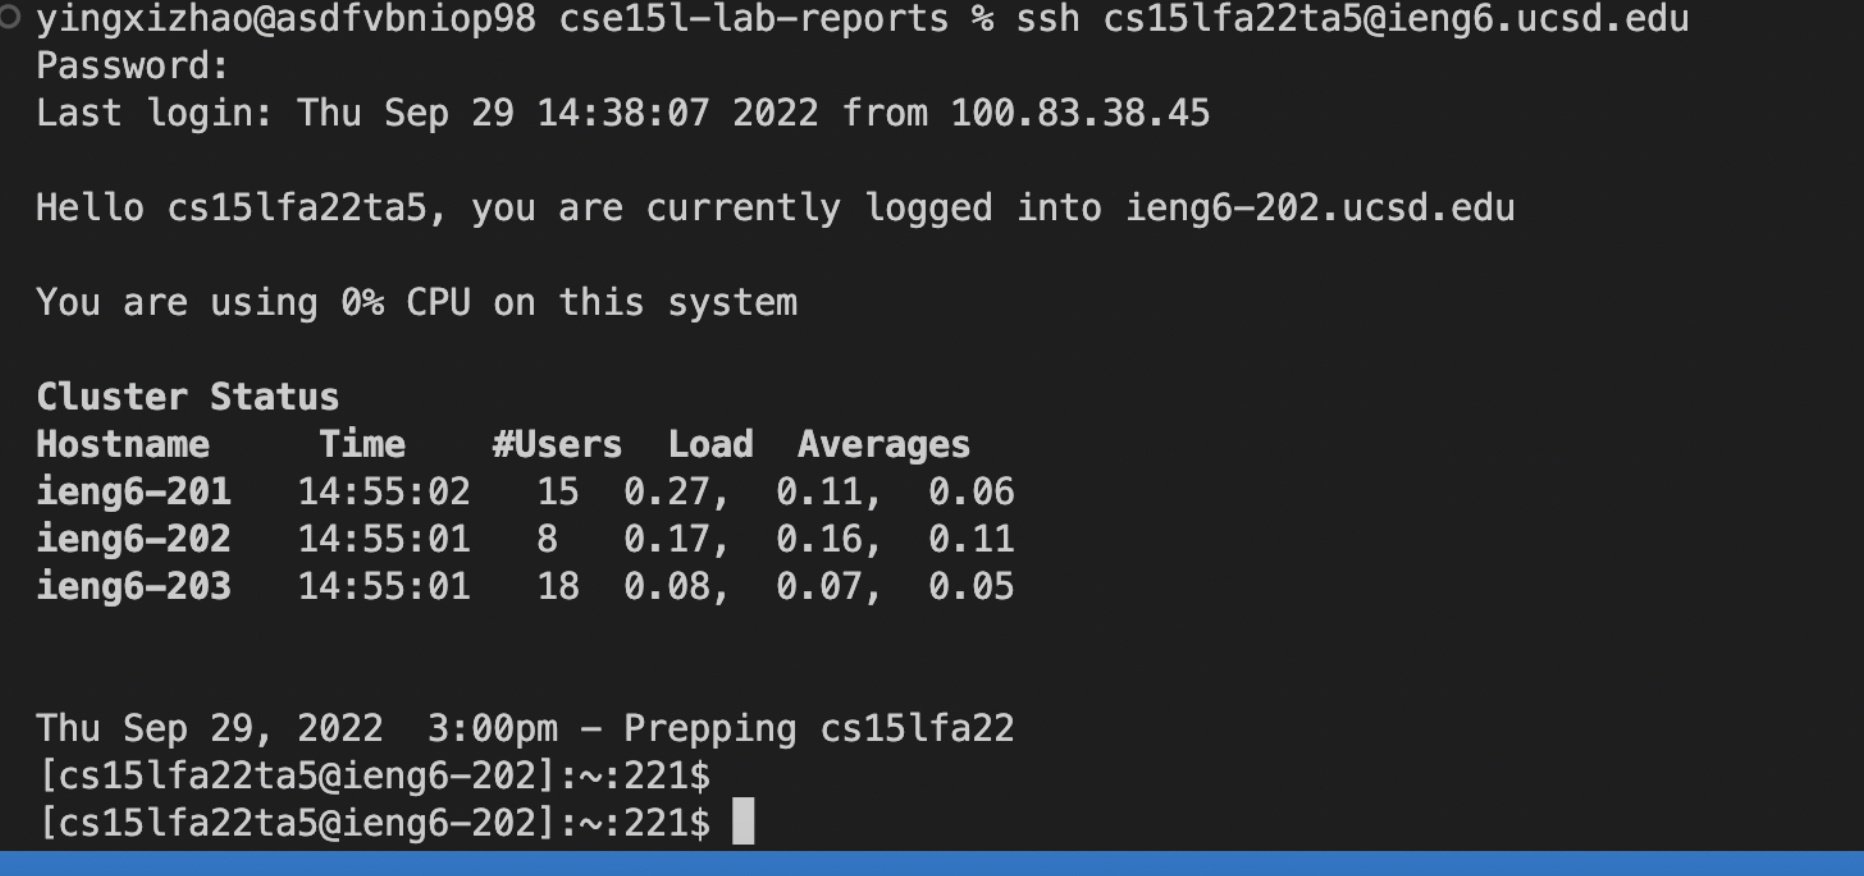 yingxizhao@asdfvbniop98 cse15l-lab-reports % ssh cs15lfa22ta5@ieng6.ucsd.edu
Password:
Last login: Thu Sep 29 14:38:07 2022 from 100.83.38.45
Hello cs15lfa22ta5, you are currently logged into ieng6-202.ucsd.edu
You are using 0% CPU on this system
Cluster Status
Hostname     Time    #Users  Load  Averages
ieng6-201   14:55:02   15  0.27,  0.11,  0.06
ieng6-202   14:55:01   8   0.17,  0.16,  0.11
ieng6-203   14:55:01   18  0.08,  0.07,  0.05
Thu Sep 29, 2022  3:00pm - Prepping cs15lfa22
[cs15lfa22ta5@ieng6-202]:~:221$
[cs15lfa22ta5@ieng6-202]:~:221$